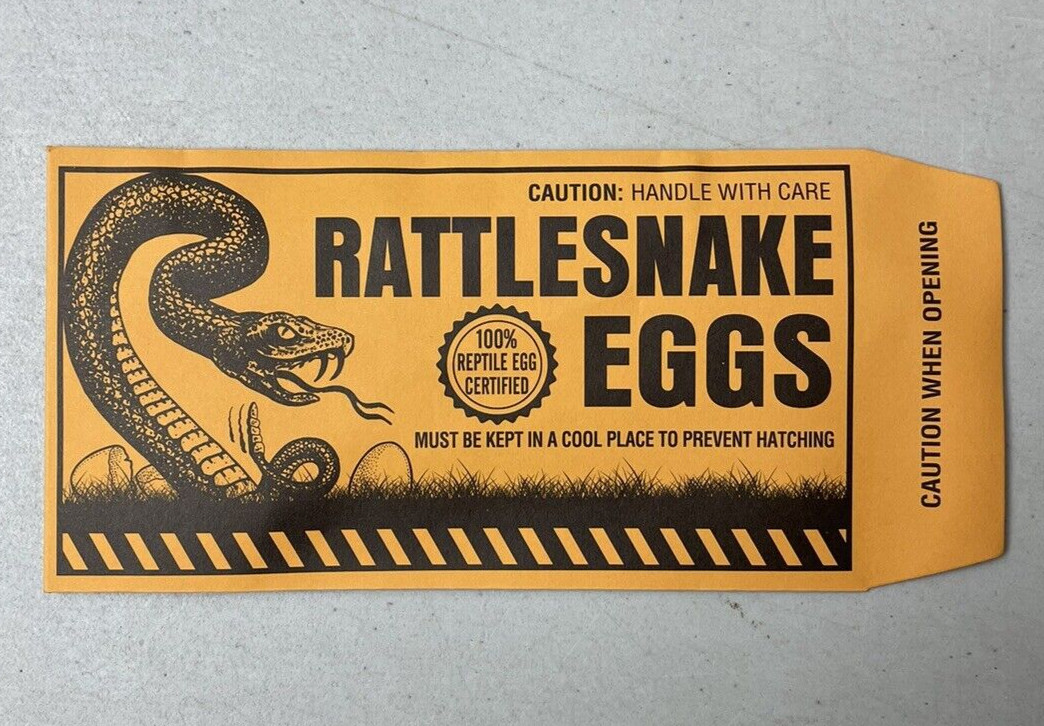 CAUTION: HANDLE WITH CARE
RATTLESNAKE
EGGS
100%
REPTILE EGG
CERTIFIED
MUST BE KEPT IN A COOL PLACE TO PREVENT HATCHING
CAUTION WHEN OPENING